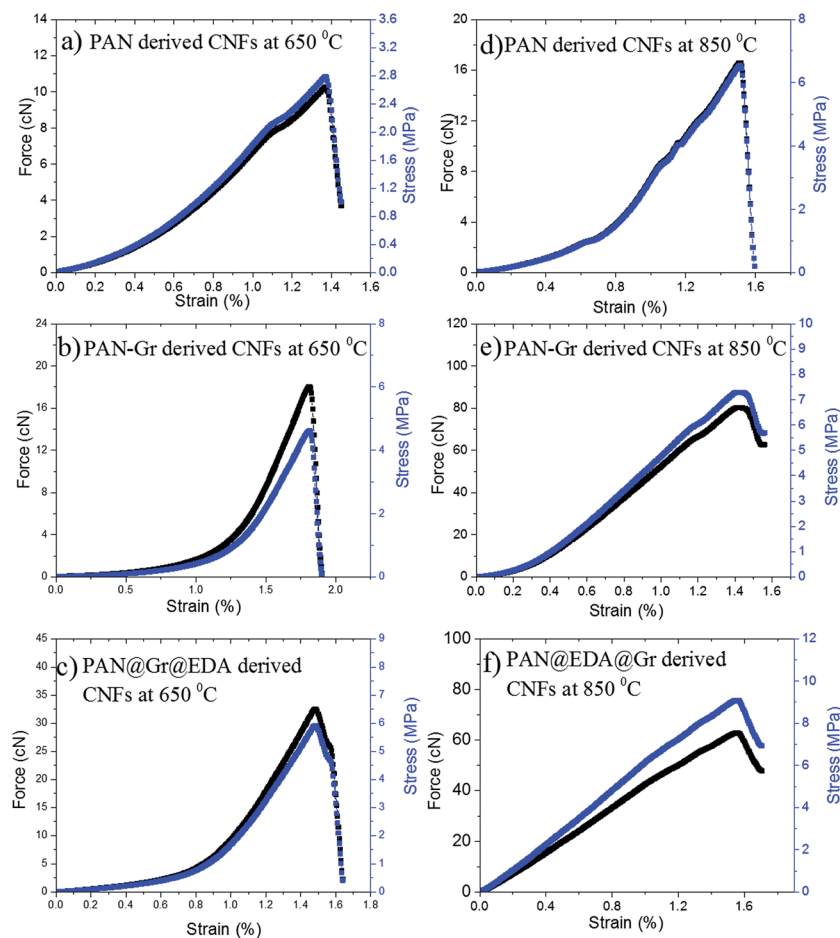 a) PAN derived CNFs at 650 ⁰C
Force (cN)
14
12
10
8
6
4
2
0
Stress (MPa)
3.6
3.2
2.8
2.4
2.0
1.6
1.2
0.8
0.4
0.0
0.0 0.2 0.4 0.6 0.8 1.0 1.2 1.4 1.6
Strain (%)
d) PAN derived CNFs at 850 ⁰C
Force (cN)
20
16
12
8
4
0
Stress (MPa)
8
6
4
2
0
0.0 0.4 0.8 1.2 1.6
Strain (%)
b) PAN-Gr derived CNFs at 650 ⁰C
Force (cN)
24
20
16
18
12
8
4
2
0
Stress (MPa)
8
6
6
4
2
0
0.0 0.5 1.0 1.5 2.0
Strain (%)
e) PAN-Gr derived CNFs at 850 ⁰C
Force (cN)
120
100
80
60
40
20
0
Stress (MPa)
10
9
8
7
6
5
4
3
2
1
0
0.0 0.2 0.4 0.6 0.8 1.0 1.2 1.4 1.6
Strain (%)
c) PAN@Gr@EDA derived
CNFs at 650 ⁰C
Force (cN)
45
40
35
30
25
20
15
10
5
0
Stress (MPa)
9
8
7
6
5
4
3
2
1
0
0.0 0.2 0.4 0.6 0.8 1.0 1.2 1.4 1.6 1.8
Strain (%)
f) PAN@EDA@Gr derived
CNFs at 850 ⁰C
Force (cN)
100
80
60
40
20
0
Stress (MPa)
12
10
8
6
4
2
0
0.0 0.4 0.8 1.2 1.6
Strain (%)